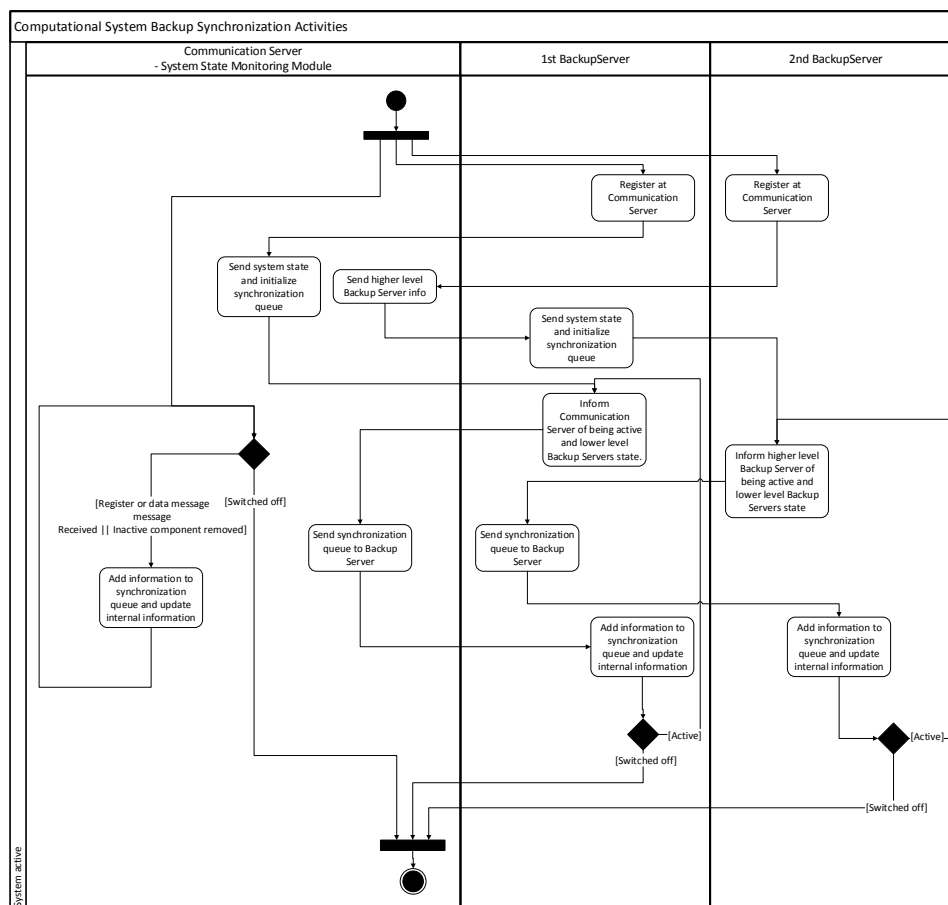 Computational System Backup Synchronization Activities
Communication Server
- System State Monitoring Module
1st BackupServer
2nd BackupServer
Register at
Communication
Server
Register at
Communication
Server
Send system state
and initialize
synchronization
queue
Send higher level
Backup Server info
Send system state
and initialize
synchronization
queue
Inform
Communication
Server of being active
and lower level
Backup Servers state.
Inform higher level
Backup Server of
being active and
lower level Backup
Servers state
[Register or data message
message
Received || Inactive component removed]
[Switched off]
Send synchronization
queue to Backup
Server
Send synchronization
queue to Backup
Server
Add information to
synchronization
queue and update
internal information
Add information to
synchronization
queue and update
internal information
Add information to
synchronization
queue and update
internal information
[Active]
[Switched off]
[Active]
[Switched off]
System active